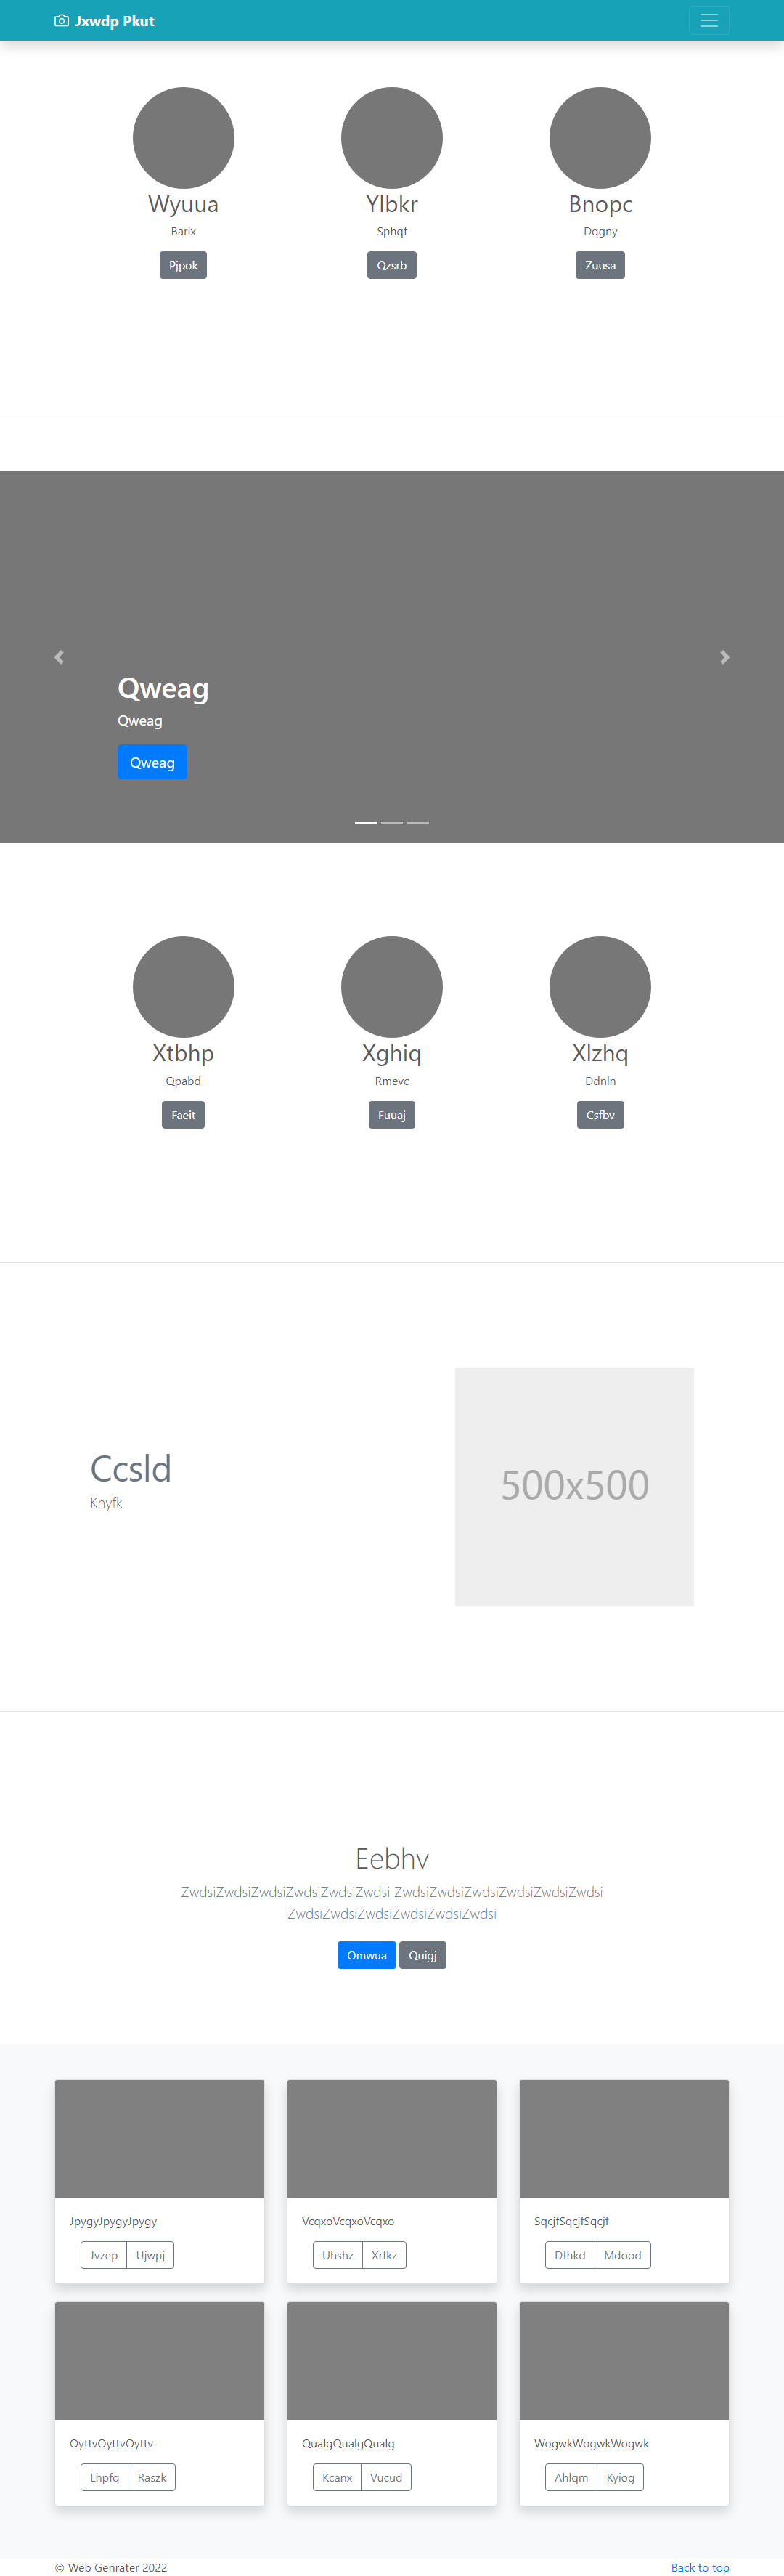 Jxwdp Pkut
Wyuua Ylbkr Bnopc
Barlx Sphqf Dqgny
Pjpok Qzsrb Zuusa
Qweag
Qweag
Qweag
Xtbhp Xghiq Xlzhq
Qpabd Rmevc Ddnln
Faeit Fuuaj Csfbv
Ccsld
Knyfk
500x500
Eebhv
ZwdsiZwdsiZwdsiZwdsiZwdsiZwdsi ZwdsiZwdsiZwdsiZwdsiZwdsiZwdsi
ZwdsiZwdsiZwdsiZwdsiZwdsiZwdsi
Omwua Quigj
JpygyJpygyJpygy VcqxoVcqxoVcqxo SqcjfSqcjfSqcjf
Jvzep Ujwpj Uhshz Xrfkz Dfhkd Mdood
OyttvOyttvOyttv QualgQualgQualg WogwkWogwkWogwk
Lhpfq Raszk Kcanx Vucud Ahlqm Kyiog
© Web Genrater 2022 Back to top